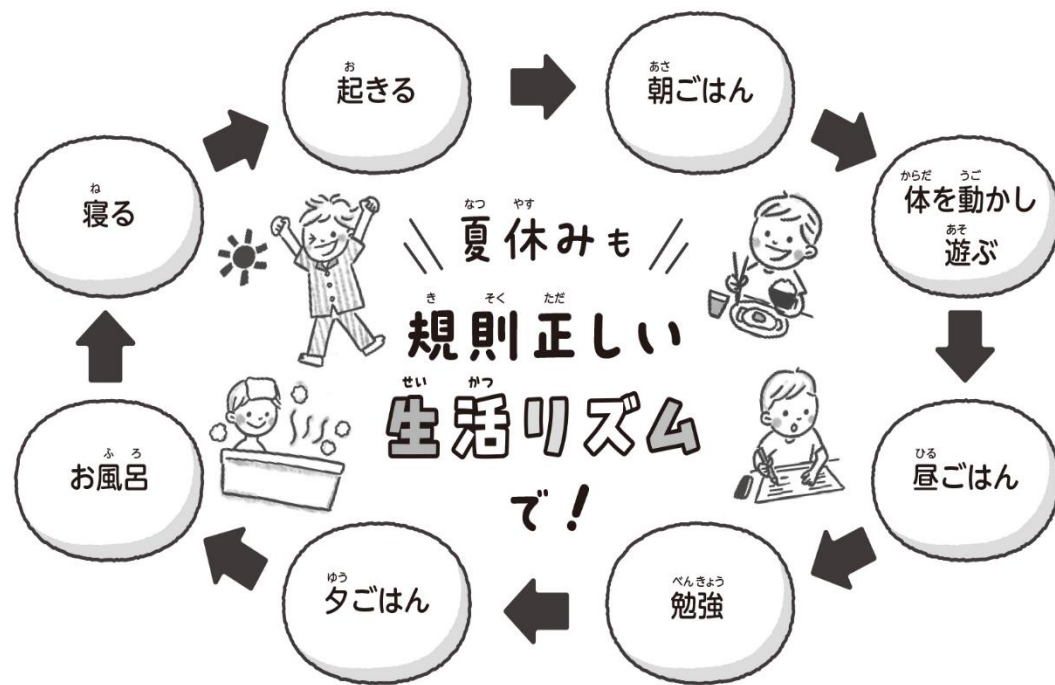 夏休みも
規則正しい
生活リズム
で!
起きる
朝ごはん
体を動かし
遊ぶ
昼ごはん
勉強
夕ごはん
お風呂
寝る